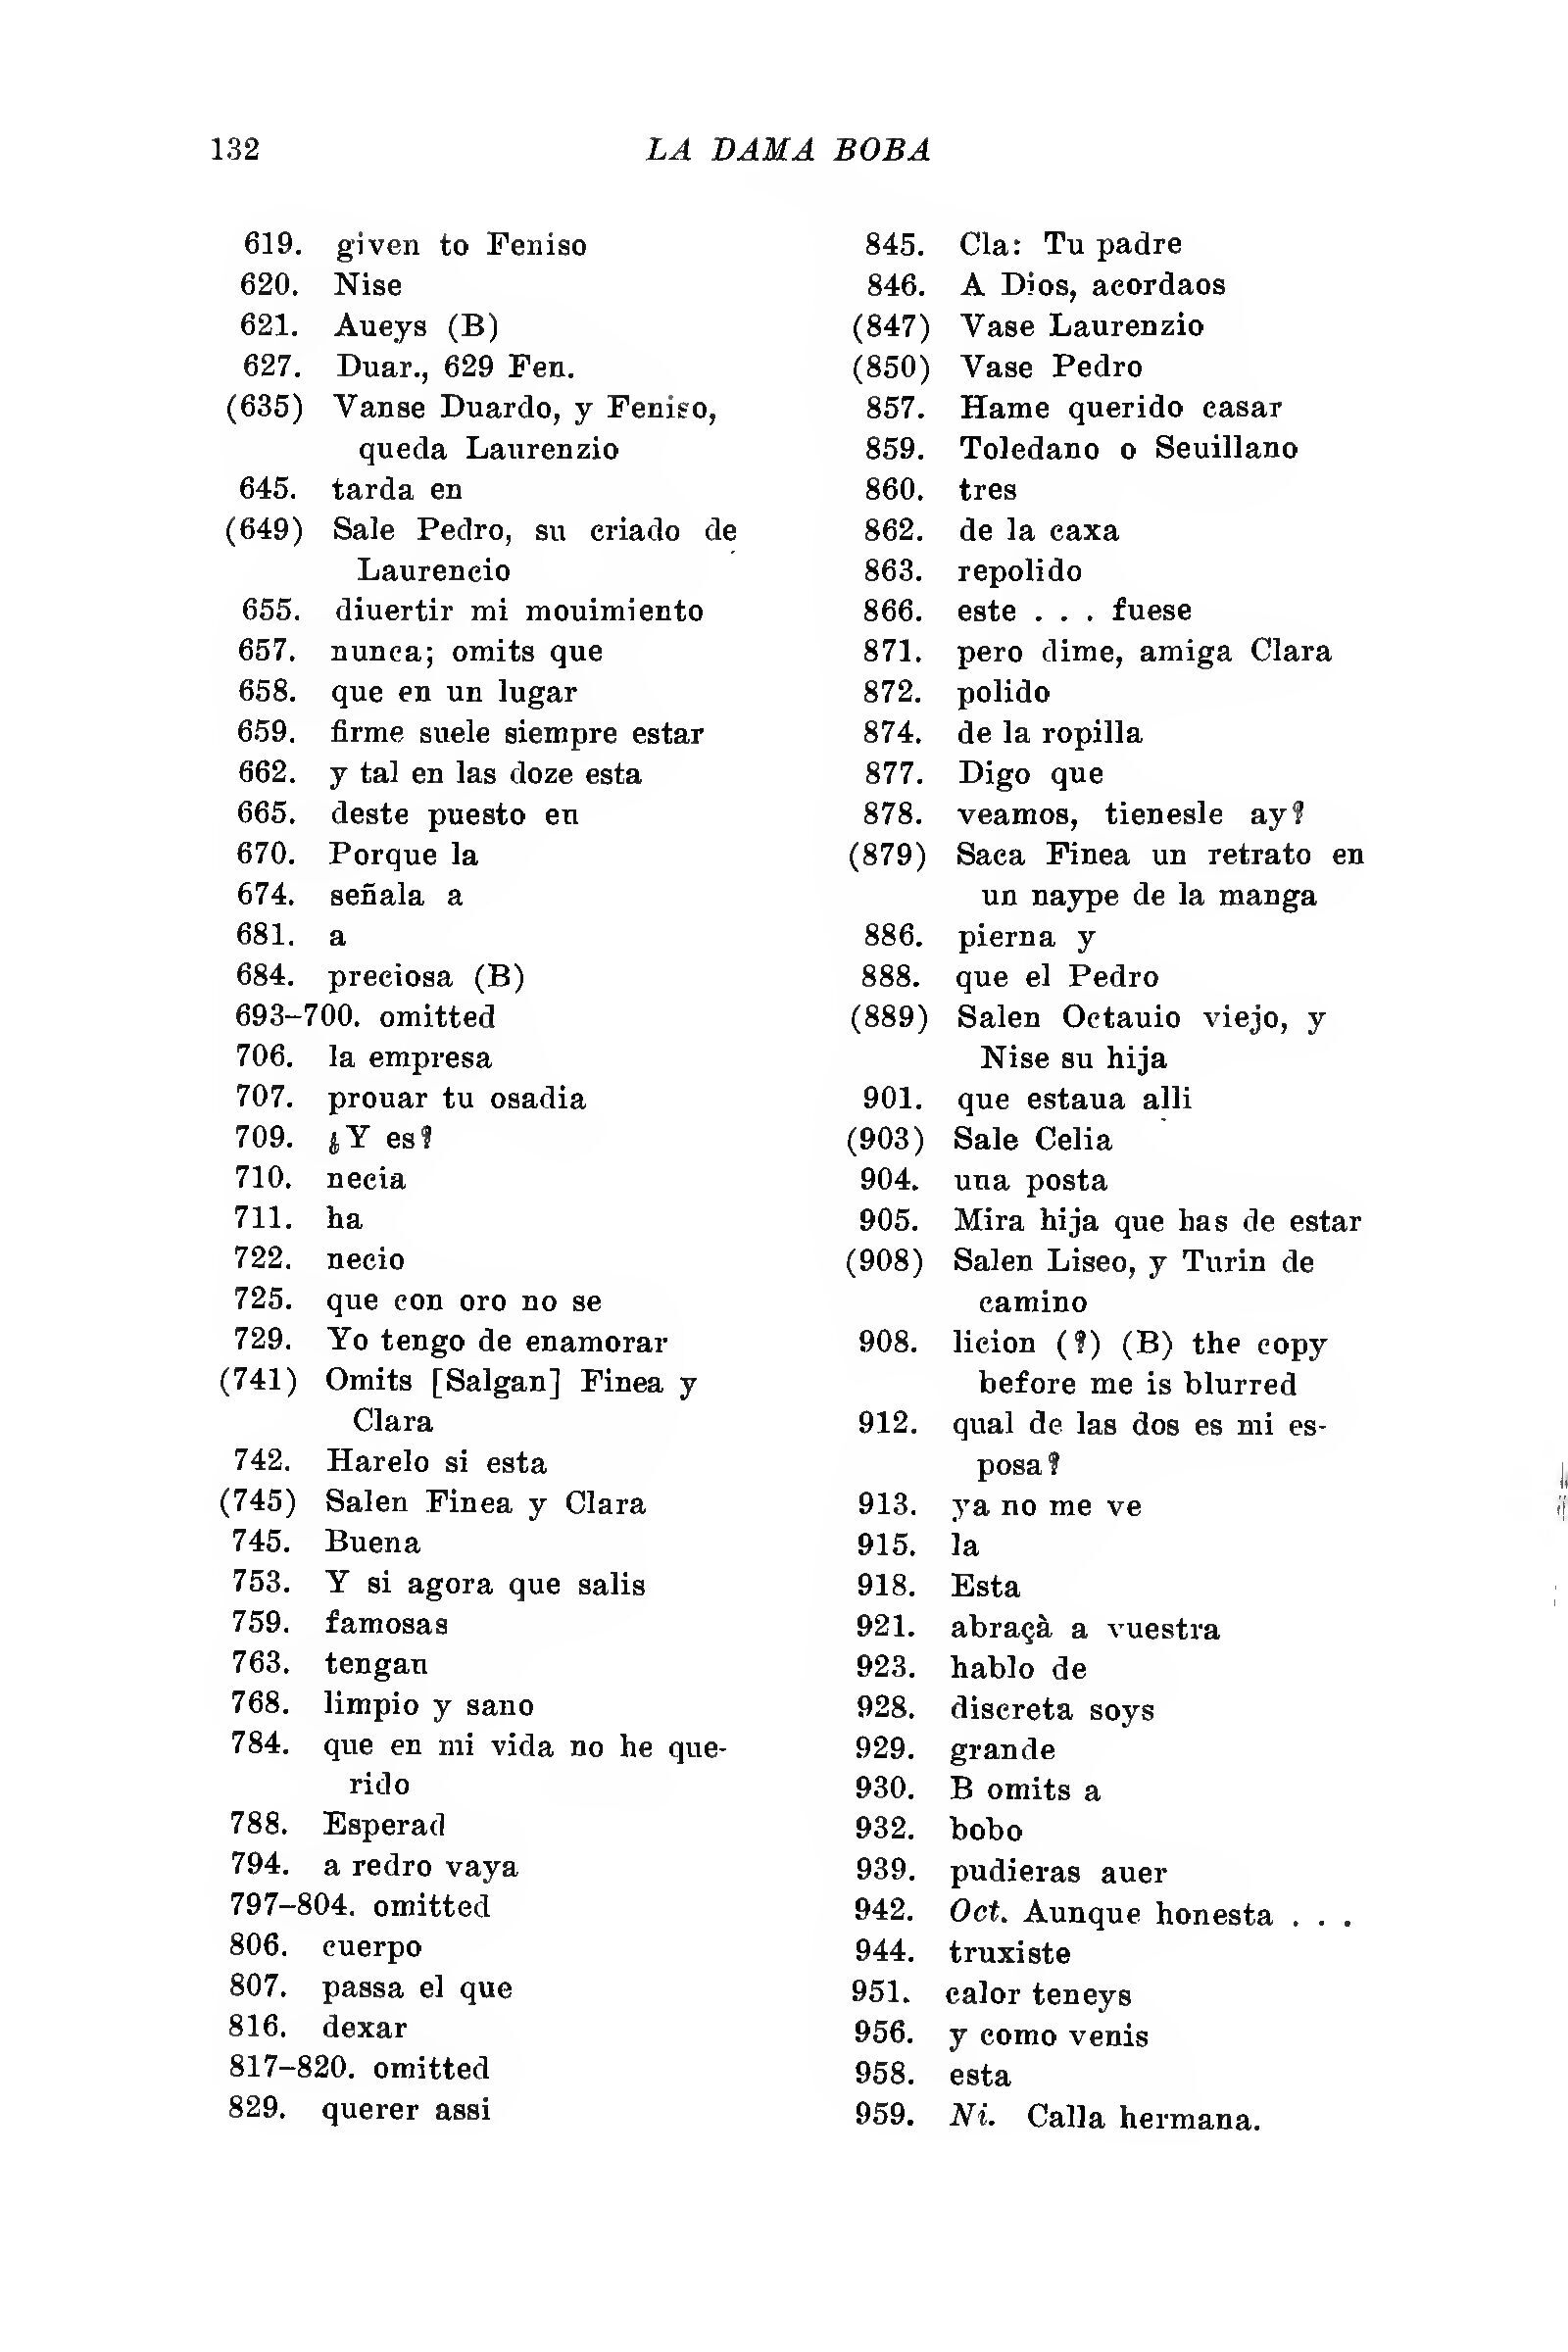 132
LA DAMA BOBA
619. given to Feniso
620. Nise
621. Aueys (B)
627. Duar., 629 Fen.
(635) Vanse Duardo, y Feniso,
queda Laurenzio
645. tarda en
(649) Sale Pedro, su criado de
Laurencio
655. diuertir mi mouimiento
657. nunca; omits que
658. que en un lugar
659. firme suele siempre estar
662. y tal en las doze esta
665. deste puesto en
670. Porque la
674. señala a
681. a
684. preciosa (B)
693–700. omitted
706. la empresa
707. prouar tu osadia
709. ¿Y es?
710. necia
711. ha
722. necio
725. que con oro no se
729. Yo tengo de enamorar
(741) Omits [Salgan] Finea y
Clara
742. Harelo si esta
(745) Salen Finea y Clara
745. Buena
753. Y si agora que salis
759. famosas
763. tengan
768. limpio y sano
784. que en mi vida no he que-
rido
788. Esperad
794. a redro vaya
797–804. omitted
806. cuerpo
807. passa el que
816. dexar
817–820. omitted
829. querer assi
845. Cla: Tu padre
846. A Dios, acordaos
(847) Vase Laurenzio
(850) Vase Pedro
857. Hame querido casar
859. Toledano o Seuillano
860. tres
862. de la caxa
863. repolido
866. este . . . fuese
871. pero dime, amiga Clara
872. polido
874. de la ropilla
877. Digo que
878. veamos, tienesle ay?
(879) Saca Finea un retrato en
un naype de la manga
886. pierna y
888. que el Pedro
(889) Salen Octauio viejo, y
Nise su hija
901. que estaua alli
(903) Sale Celia
904. una posta
905. Mira hija que has de estar
(908) Salen Liseo, y Turin de
camino
908. licion (?) (B) the copy
before me is blurred
912. qual de las dos es mi es-
posa?
913. ya no me ve
915. la
918. Esta
921. abraçà a vuestra
923. hablo de
928. discreta soys
929. grande
930. B omits a
932. bobo
939. pudieras auer
942. Oct. Aunque honesta . . .
944. truxiste
951. calor teneys
956. y como venis
958. esta
959. Ni. Calla hermana.